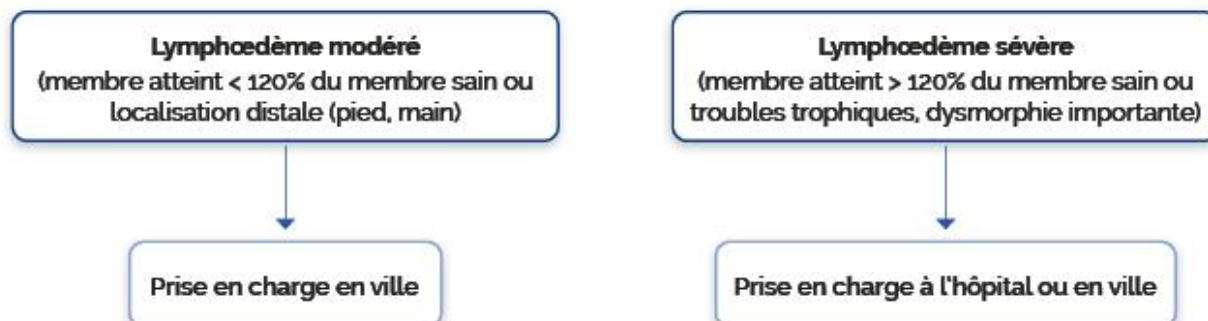 Lymphœdème modéré
(membre atteint < 120% du membre sain ou
localisation distale (pied, main)
Prise en charge en ville
Lymphœdème sévère
(membre atteint > 120% du membre sain ou
troubles trophiques, dysmorphie importante)
Prise en charge à l'hôpital ou en ville